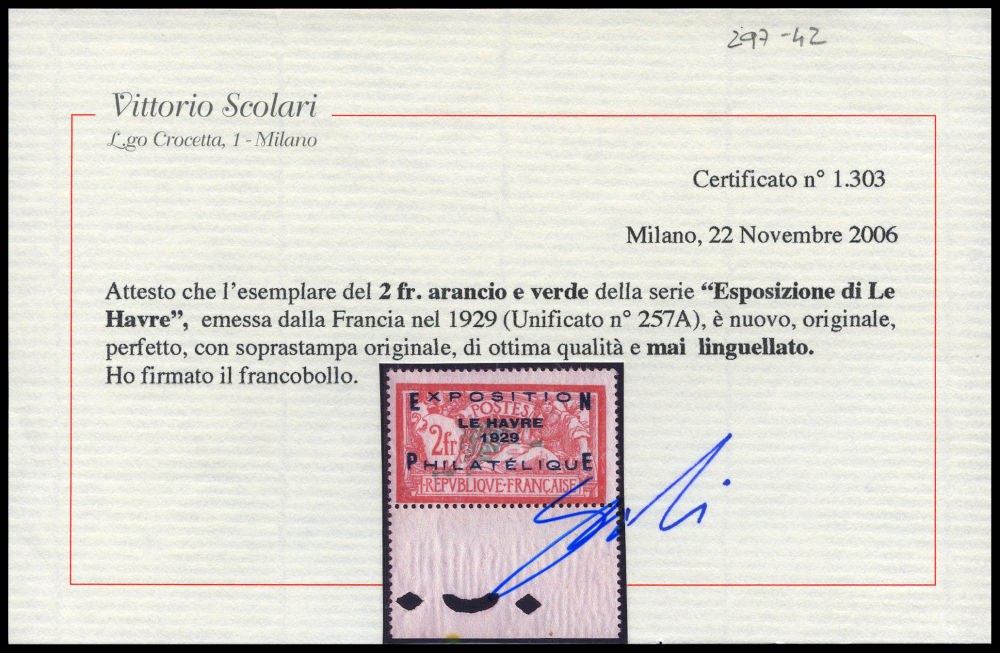 297-42
Vittorio Scolari
L.go Crocetta, 1 - Milano
Certificato n° 1.303
Milano, 22 Novembre 2006
Attesto che l'esemplare del 2 fr. arancio e verde della serie “Esposizione di Le
Havre”, emessa dalla Francia nel 1929 (Unificato n° 257A), è nuovo, originale,
perfetto, con soprastampa originale, di ottima qualità e mai linguellato.
Ho firmato il francobollo.
EXPOSITION
POSTES
LE HAVRE
2fr 1929
PHILATÉLIQUE
REPVBLIQVE·FRANÇAISE